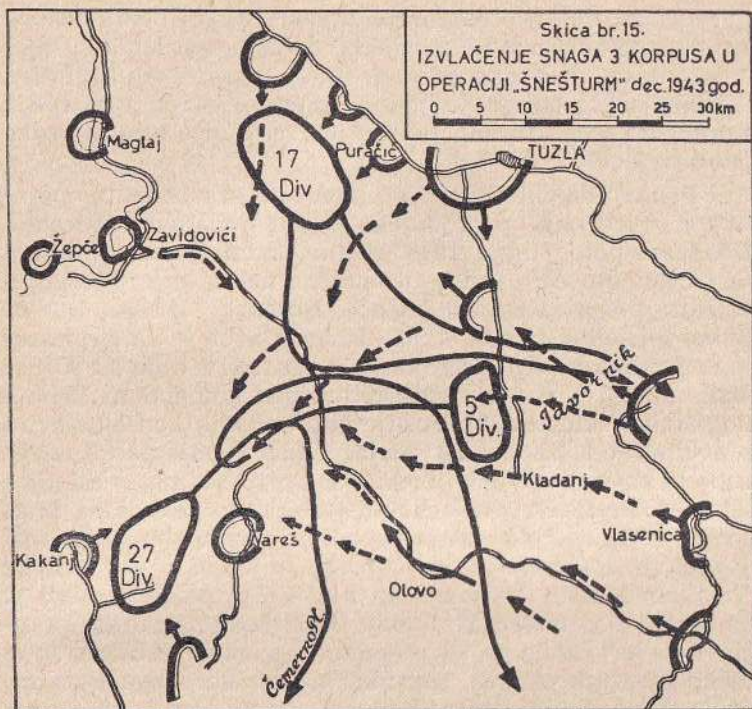 Skica br.15.
IZVLAČENJE SNAGA 3 KORPUSA U
OPERACIJI „ŠNEŠTURM” dec.1943 god.
0 5 10 15 20 25 30km
Maglaj
17
Div
Puračić
TUZLA
Žepče
Zavidovići
Javornik
5
Div.
Kladanj
Vlasenica
Kakanj
27
Div.
Vareš
Olovo
Čemerno Pl.